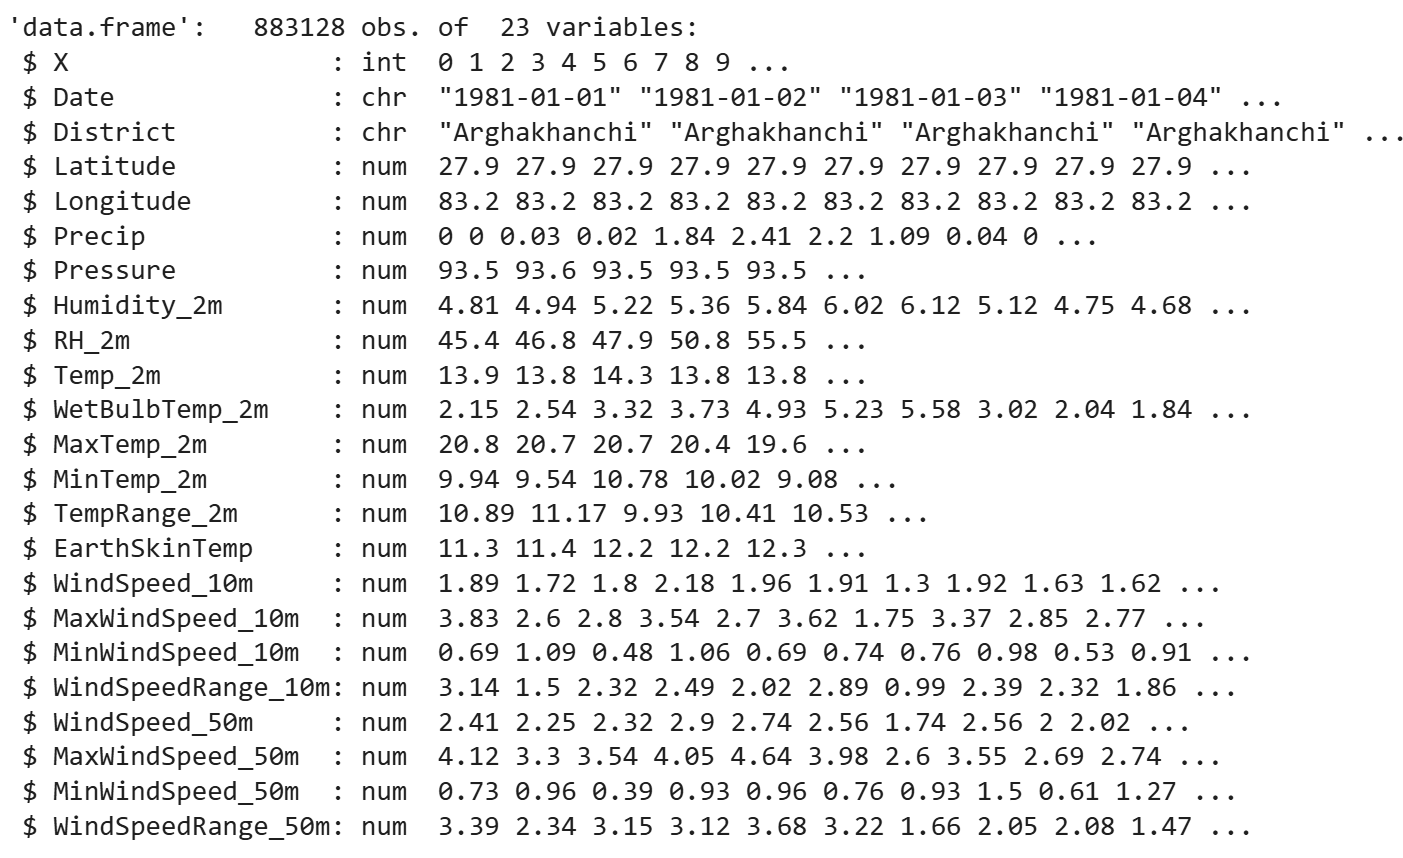 'data.frame':   883128 obs. of  23 variables:
 $ X                 : int  0 1 2 3 4 5 6 7 8 9 ...
 $ Date              : chr  "1981-01-01" "1981-01-02" "1981-01-03" "1981-01-04" ...
 $ District          : chr  "Arghakhanchi" "Arghakhanchi" "Arghakhanchi" "Arghakhanchi" ...
 $ Latitude          : num  27.9 27.9 27.9 27.9 27.9 27.9 27.9 27.9 27.9 27.9 ...
 $ Longitude         : num  83.2 83.2 83.2 83.2 83.2 83.2 83.2 83.2 83.2 83.2 ...
 $ Precip            : num  0 0 0.03 0.02 1.84 2.41 2.2 1.09 0.04 0 ...
 $ Pressure          : num  93.5 93.6 93.5 93.5 93.5 ...
 $ Humidity_2m       : num  4.81 4.94 5.22 5.36 5.84 6.02 6.12 5.12 4.75 4.68 ...
 $ RH_2m             : num  45.4 46.8 47.9 50.8 55.5 ...
 $ Temp_2m           : num  13.9 13.8 14.3 13.8 13.8 ...
 $ WetBulbTemp_2m    : num  2.15 2.54 3.32 3.73 4.93 5.23 5.58 3.02 2.04 1.84 ...
 $ MaxTemp_2m        : num  20.8 20.7 20.7 20.4 19.6 ...
 $ MinTemp_2m        : num  9.94 9.54 10.78 10.02 9.08 ...
 $ TempRange_2m      : num  10.89 11.17 9.93 10.41 10.53 ...
 $ EarthSkinTemp     : num  11.3 11.4 12.2 12.2 12.3 ...
 $ WindSpeed_10m     : num  1.89 1.72 1.8 2.18 1.96 1.91 1.3 1.92 1.63 1.62 ...
 $ MaxWindSpeed_10m  : num  3.83 2.6 2.8 3.54 2.7 3.62 1.75 3.37 2.85 2.77 ...
 $ MinWindSpeed_10m  : num  0.69 1.09 0.48 1.06 0.69 0.74 0.76 0.98 0.53 0.91 ...
 $ WindSpeedRange_10m: num  3.14 1.5 2.32 2.49 2.02 2.89 0.99 2.39 2.32 1.86 ...
 $ WindSpeed_50m     : num  2.41 2.25 2.32 2.9 2.74 2.56 1.74 2.56 2 2.02 ...
 $ MaxWindSpeed_50m  : num  4.12 3.3 3.54 4.05 4.64 3.98 2.6 3.55 2.69 2.74 ...
 $ MinWindSpeed_50m  : num  0.73 0.96 0.39 0.93 0.96 0.76 0.93 1.5 0.61 1.27 ...
 $ WindSpeedRange_50m: num  3.39 2.34 3.15 3.12 3.68 3.22 1.66 2.05 2.08 1.47 ...